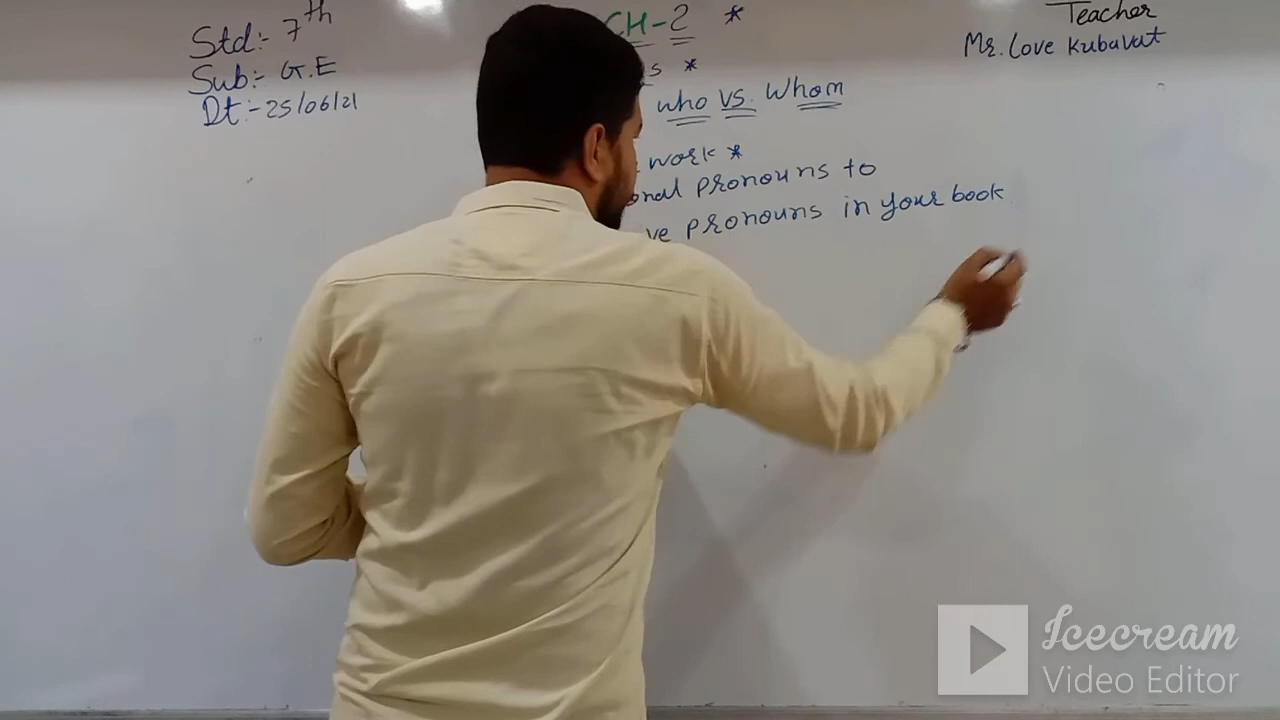 Std:- 7th
Sub:- G.E
Dt:- 25/06/21
CH-2 *
s *
who vs. Whom
work *
onal pronouns to
ve pronouns in your book
Teacher
Mr. Love Kubavat
Icecream
Video Editor